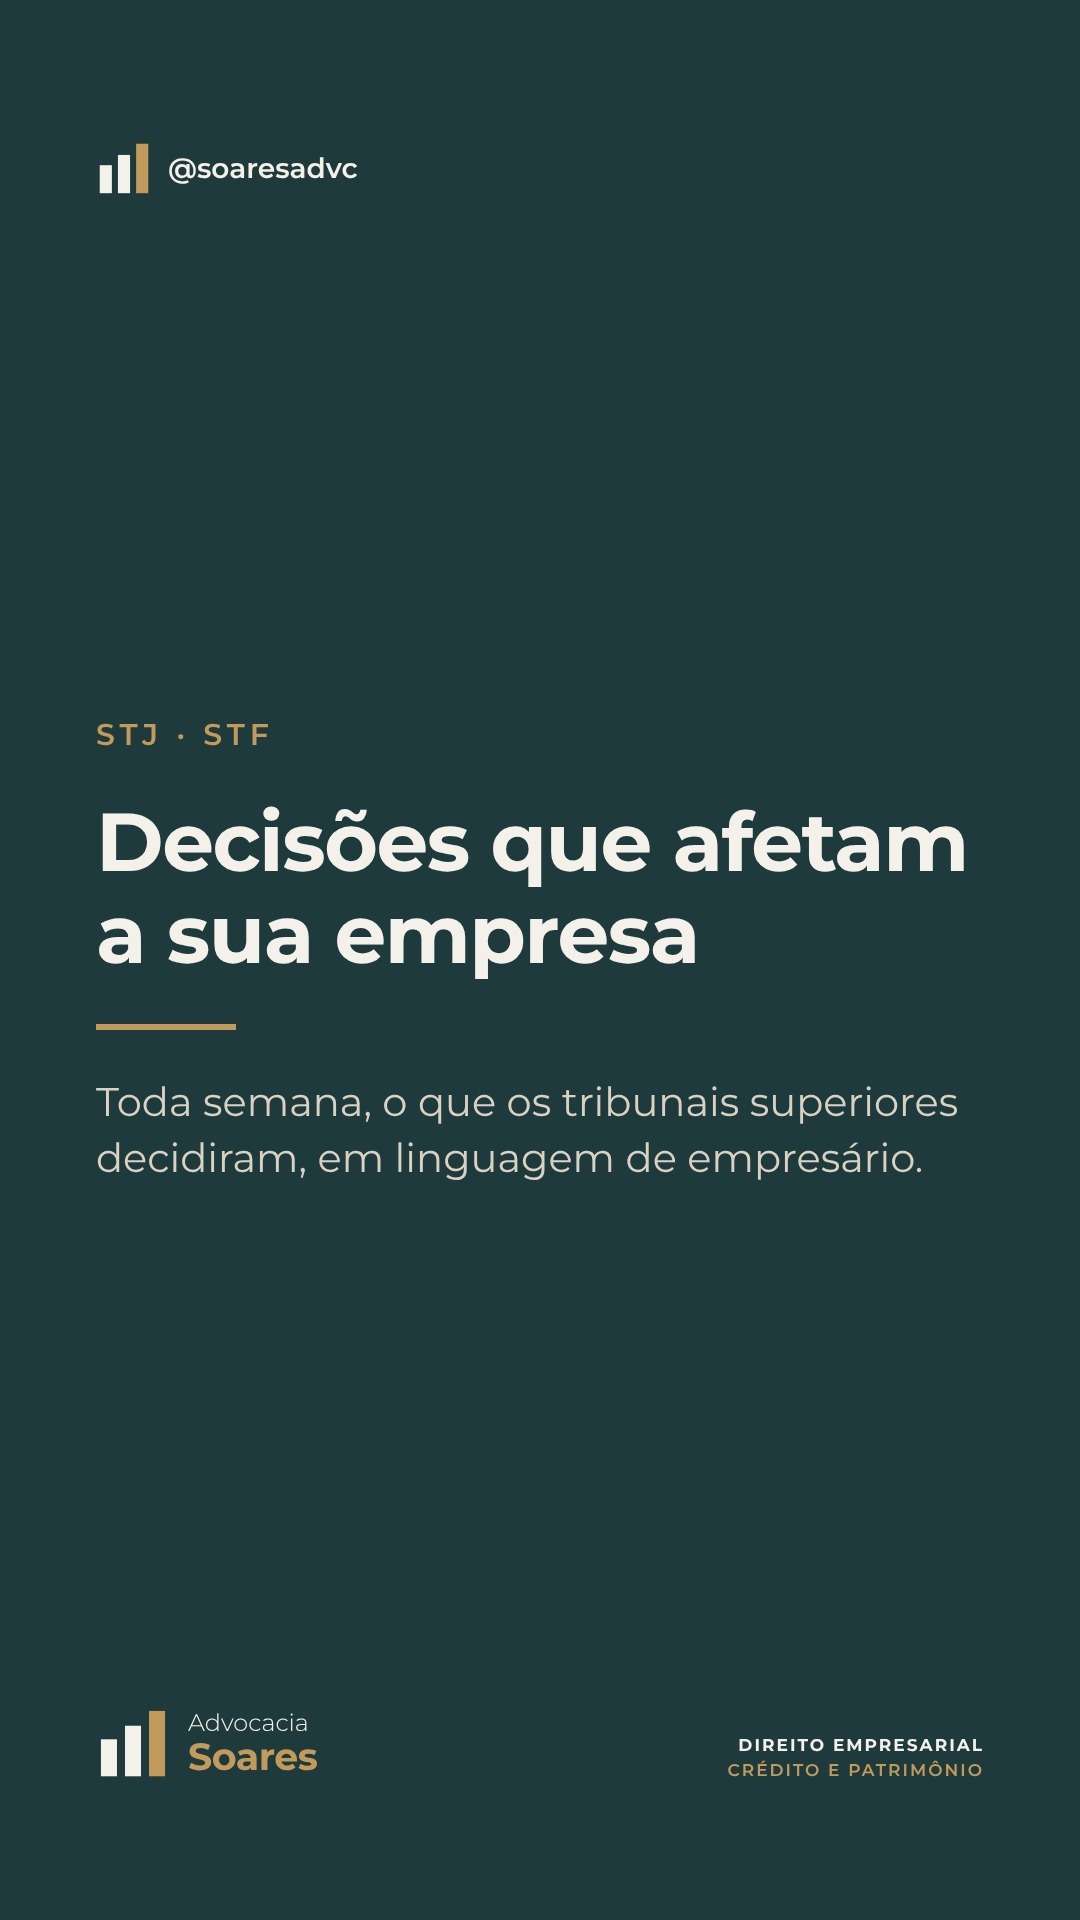 @soaresadvc
STJ · STF
Decisões que afetam
a sua empresa
Toda semana, o que os tribunais superiores
decidiram, em linguagem de empresário.
Advocacia
Soares
DIREITO EMPRESARIAL
CRÉDITO E PATRIMÔNIO